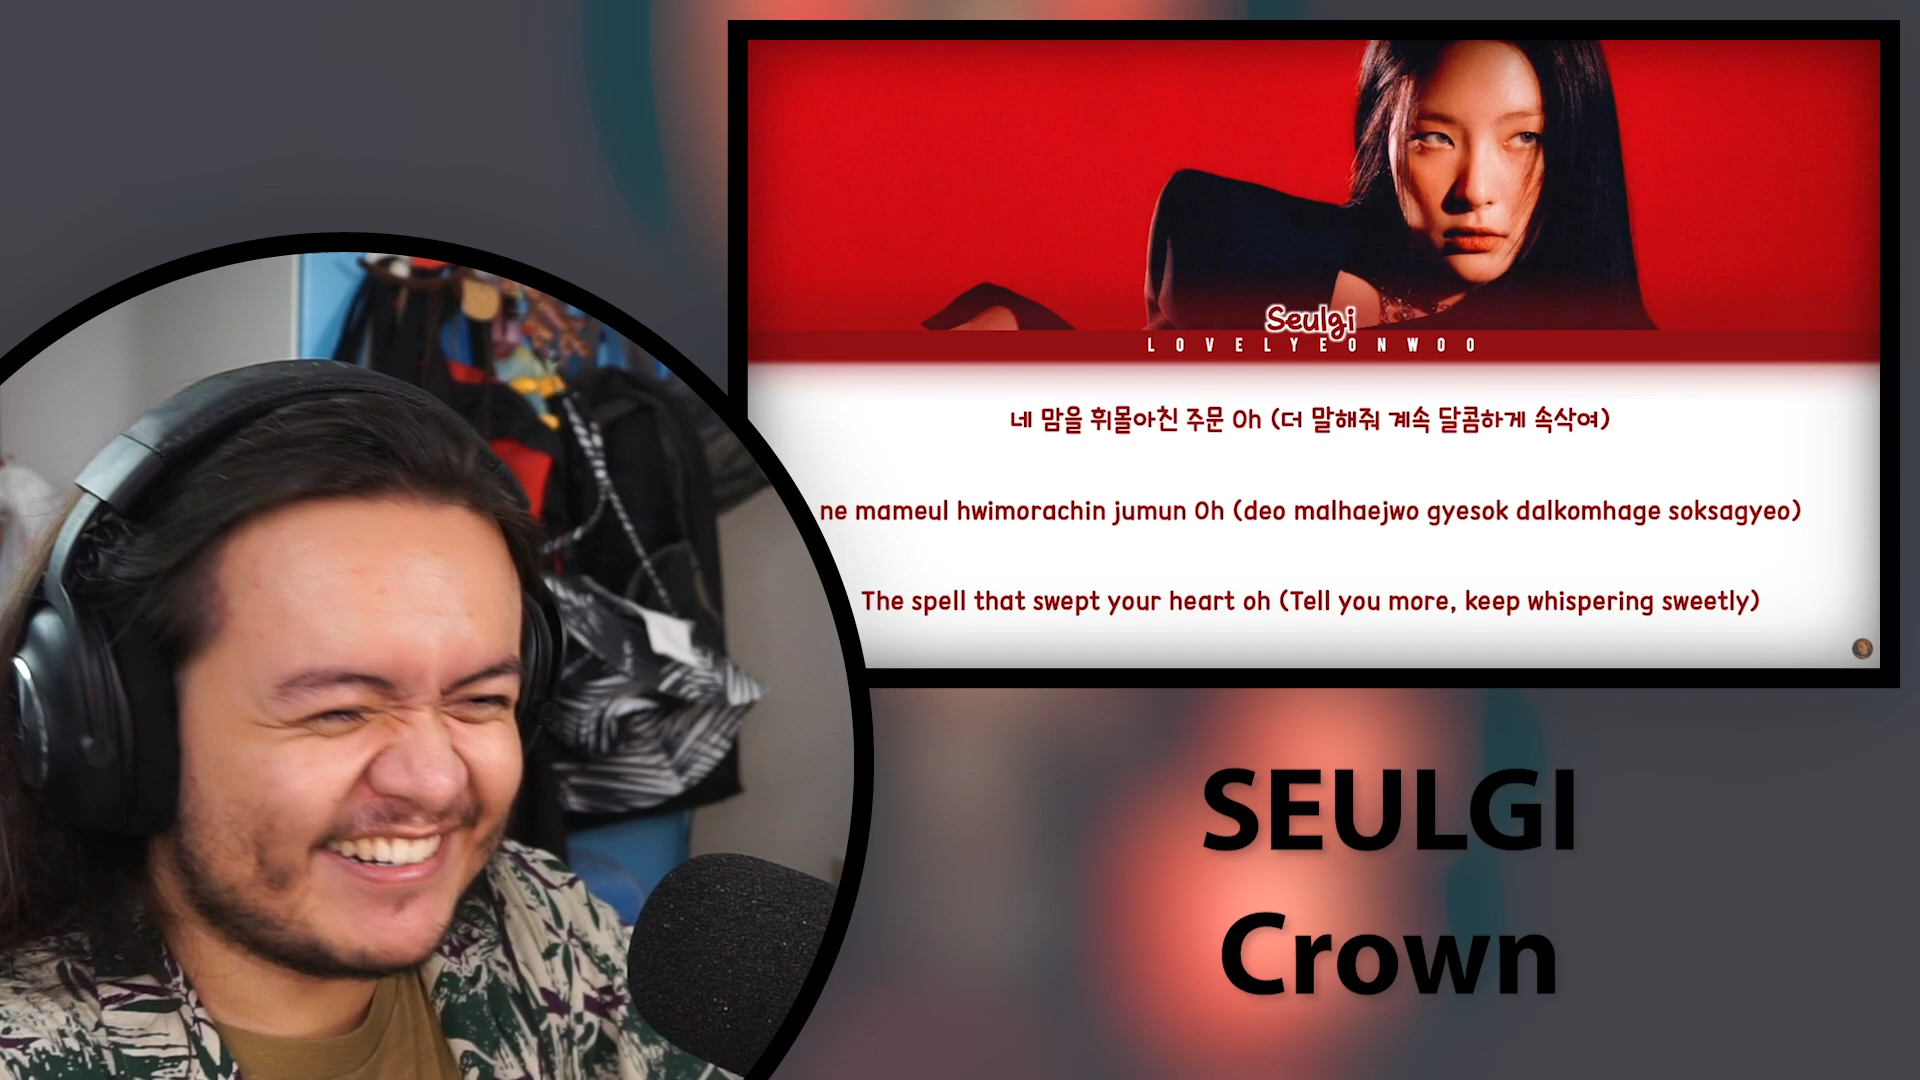 Seulgi
LOVELYEONWOO
네 맘을 휘몰아친 주문 Oh (더 말해줘 계속 달콤하게 속삭여)
ne mameul hwimorachin jumun Oh (deo malhaejwo gyesok dalkomhage soksagyeo)
The spell that swept your heart oh (Tell you more, keep whispering sweetly)
SEULGI
Crown